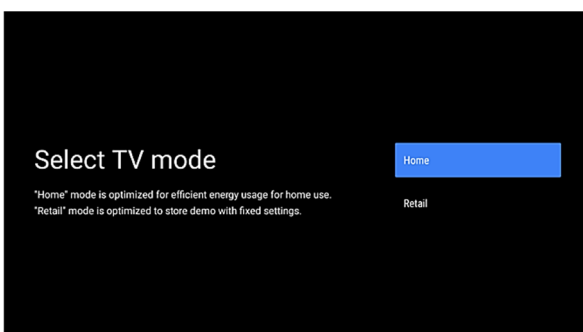 Select TV mode
"Home" mode is optimized for efficient energy usage for home use.
"Retail" mode is optimized to store demo with fixed settings.
Home
Retail